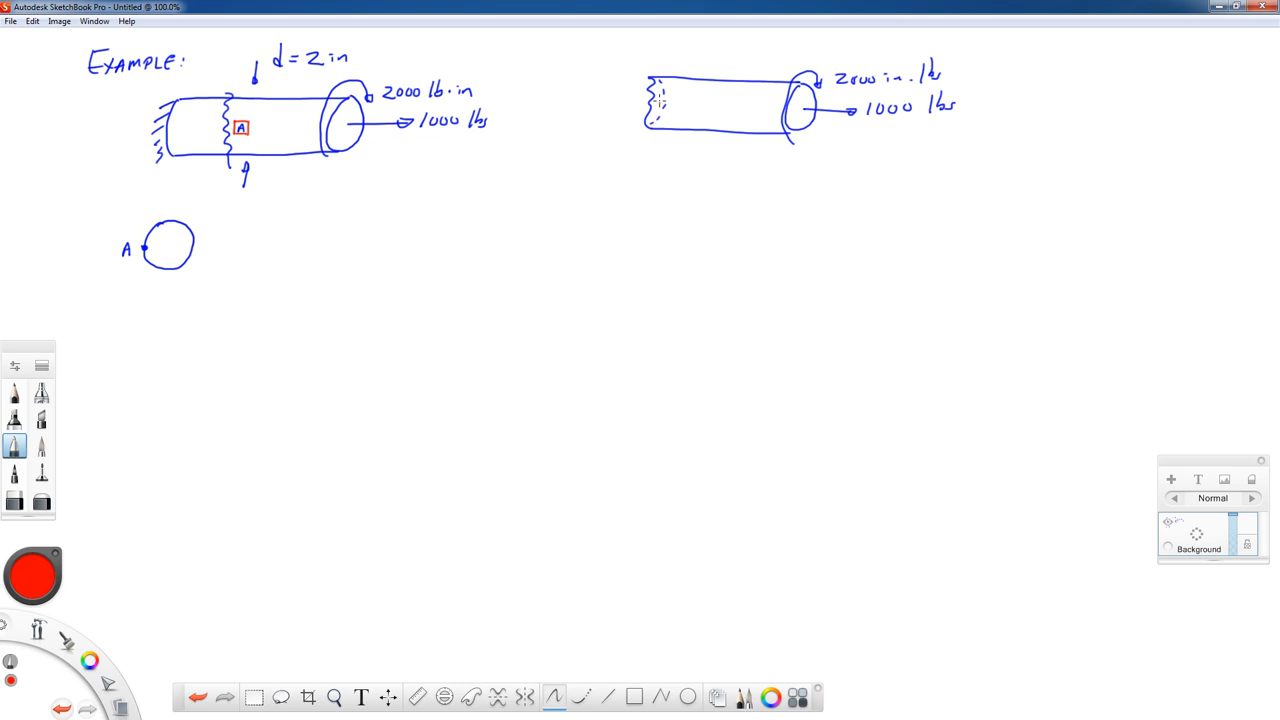 Autodesk SketchBook Pro - Untitled @ 100.0%
File Edit Image Window Help
EXAMPLE:
d = 2 in
2000 lb·in
1000 lbs
A
A
2000 in·lbs
1000 lbs
T
Normal
Background
T